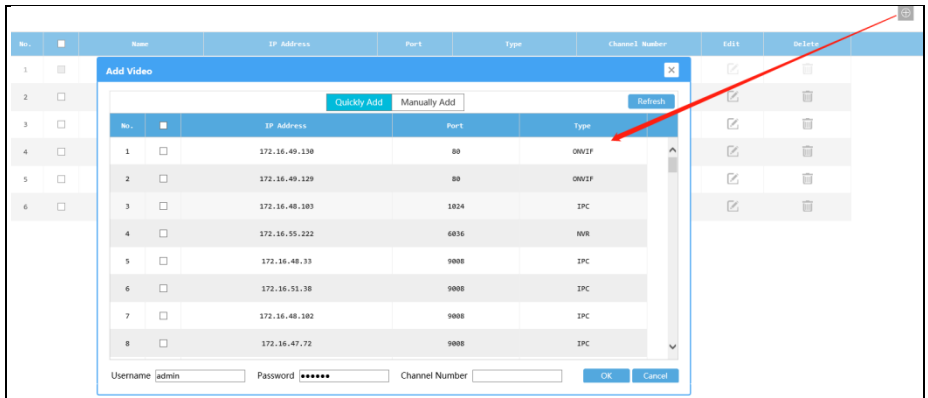 No. Name IP Address Port Type Channel Number Edit Delete
1
Add Video
2
Quickly Add Manually Add Refresh
3
No. IP Address Port Type
4
1 172.16.49.130 80 ONVIF
5
2 172.16.49.129 80 ONVIF
6
3 172.16.48.103 1024 IPC
4 172.16.55.222 6036 NVR
5 172.16.48.33 9008 IPC
6 172.16.51.38 9008 IPC
7 172.16.48.102 9008 IPC
8 172.16.47.72 9008 IPC
Username admin Password ●●●●●● Channel Number OK Cancel